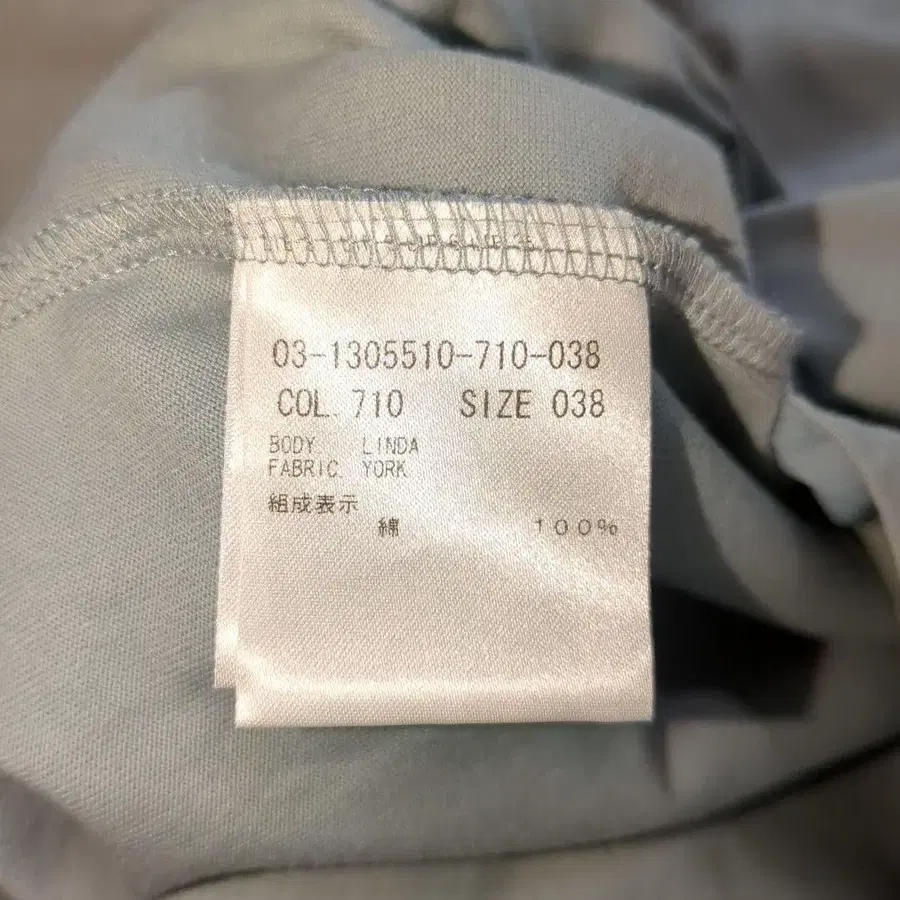 03-1305510-710-038
COL. 710 SIZE 038
BODY LINDA
FABRIC. YORK
組成表示
綿 100%